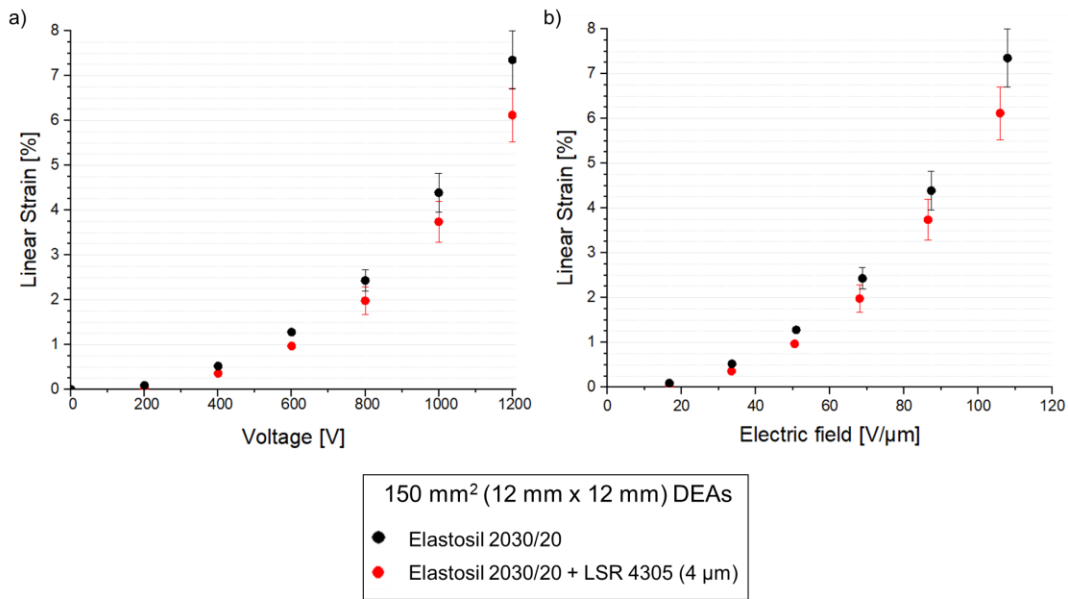 a)
8
7
6
5
4
3
2
1
0
Linear Strain [%]
0 200 400 600 800 1000 1200
Voltage [V]
b)
8
7
6
5
4
3
2
1
0
Linear Strain [%]
0 20 40 60 80 100 120
Electric field [V/µm]
150 mm² (12 mm x 12 mm) DEAs
Elastosil 2030/20
Elastosil 2030/20 + LSR 4305 (4 µm)